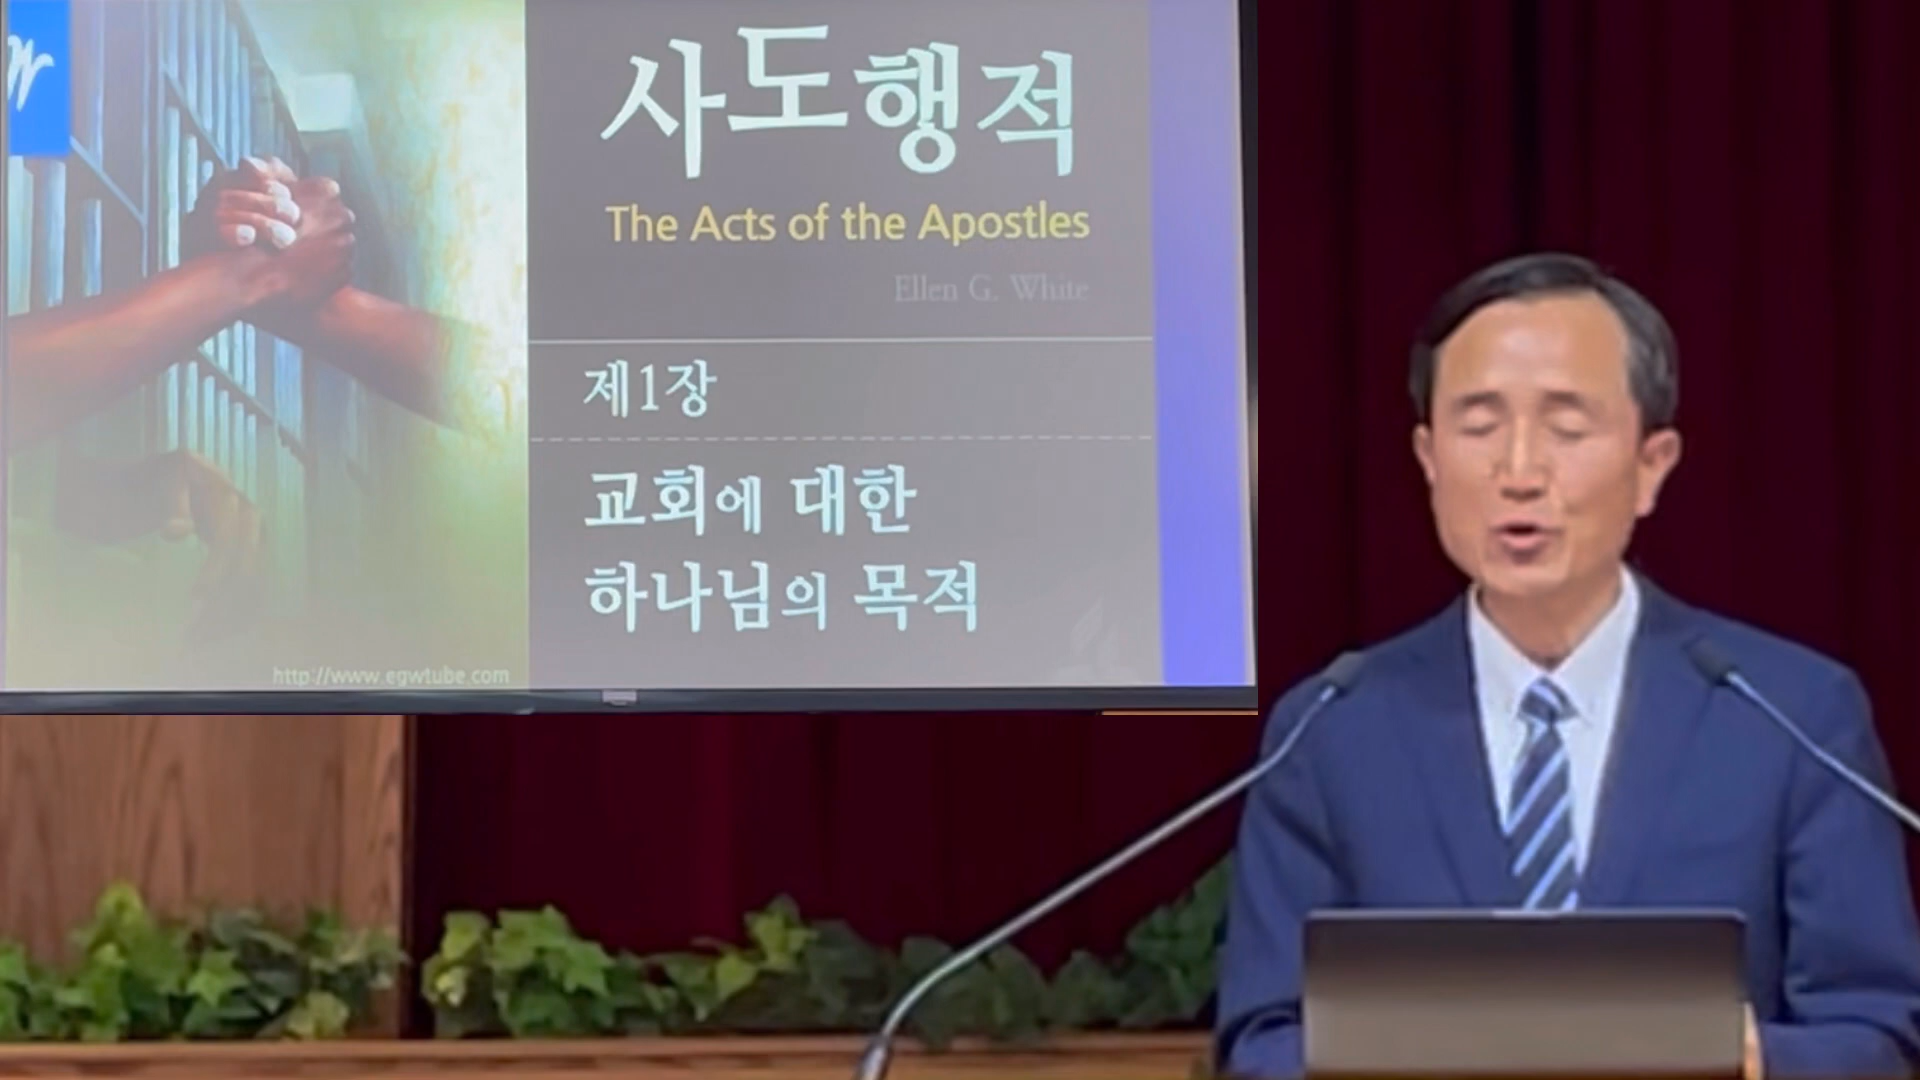 사도행적
The Acts of the Apostles
Ellen G. White
제1장
교회에 대한
하나님의 목적
http://www.egwtube.com